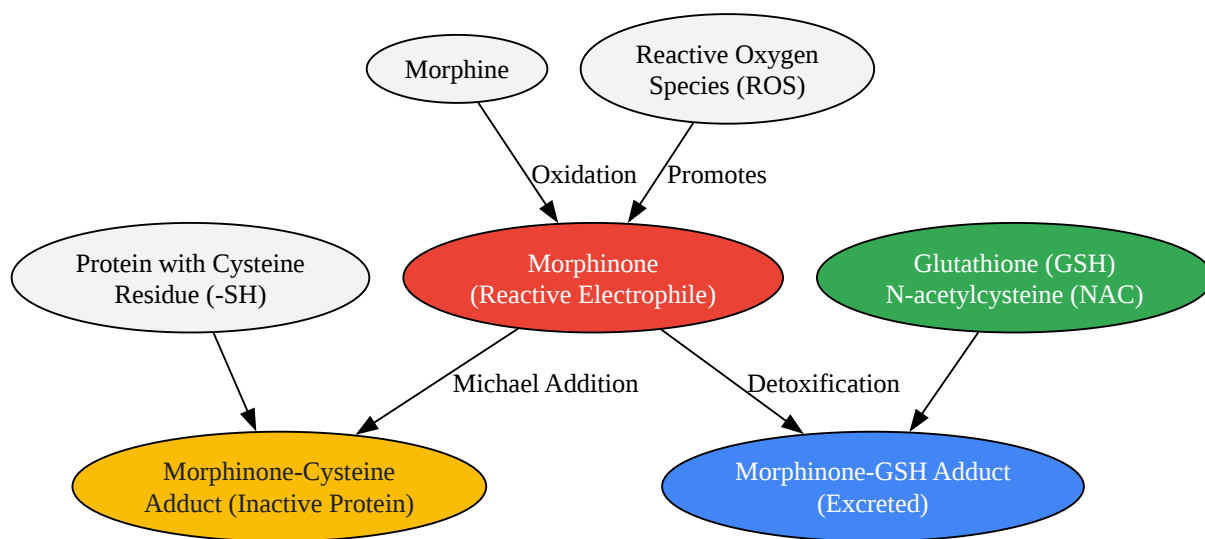 Morphine
Reactive Oxygen
Species (ROS)
Oxidation
Promotes
Protein with Cysteine
Residue (-SH)
Morphinone
(Reactive Electrophile)
Glutathione (GSH)
N-acetylcysteine (NAC)
Michael Addition
Detoxification
Morphinone-Cysteine
Adduct (Inactive Protein)
Morphinone-GSH Adduct
(Excreted)